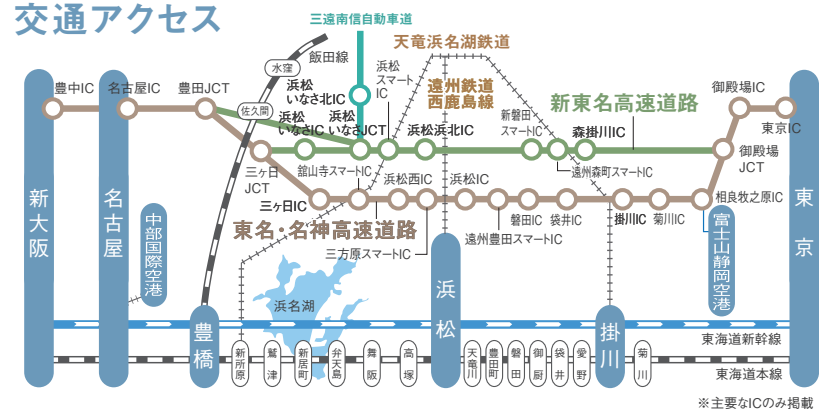 交通アクセス
三遠南信自動車道
飯田線
天竜浜名湖鉄道
水窪
浜松
スマート
IC
遠州鉄道
西鹿島線
豊中IC
名古屋IC
豊田JCT
浜松
いなさ北IC
佐久間
新東名高速道路
御殿場IC
東京IC
浜松
いなさIC
浜松
いなさJCT
浜松浜北IC
新磐田
スマートIC
森掛川IC
御殿場
JCT
三ヶ日
JCT
舘山寺スマートIC
遠州森町スマートIC
三ヶ日IC
浜松西IC
浜松IC
相良牧之原IC
東名・名神高速道路
三方原スマートIC
遠州豊田スマートIC
磐田IC
袋井IC
掛川IC
菊川IC
新大阪
名古屋
中部国際空港
富士山静岡空港
東京
浜名湖
豊橋
浜松
掛川
東海道新幹線
新所原
鷲津
新居町
弁天島
舞阪
高塚
天竜川
豊田町
磐田
御厨
袋井
愛野
菊川
東海道本線
※主要なICのみ掲載